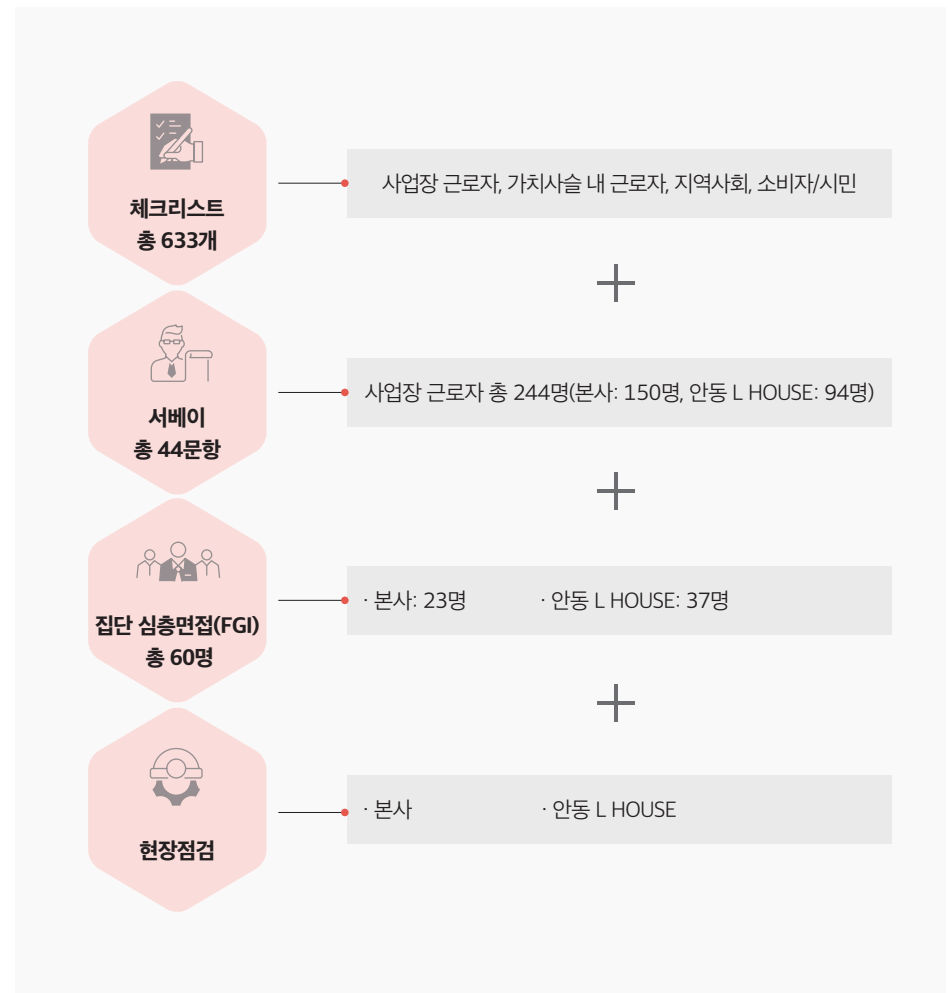 체크리스트
총 633개
사업장 근로자, 가치사슬 내 근로자, 지역사회, 소비자/시민
서베이
총 44문항
사업장 근로자 총 244명(본사: 150명, 안동 L HOUSE: 94명)
집단 심층면접(FGI)
총 60명
· 본사: 23명 · 안동 L HOUSE: 37명
현장점검
· 본사 · 안동 L HOUSE